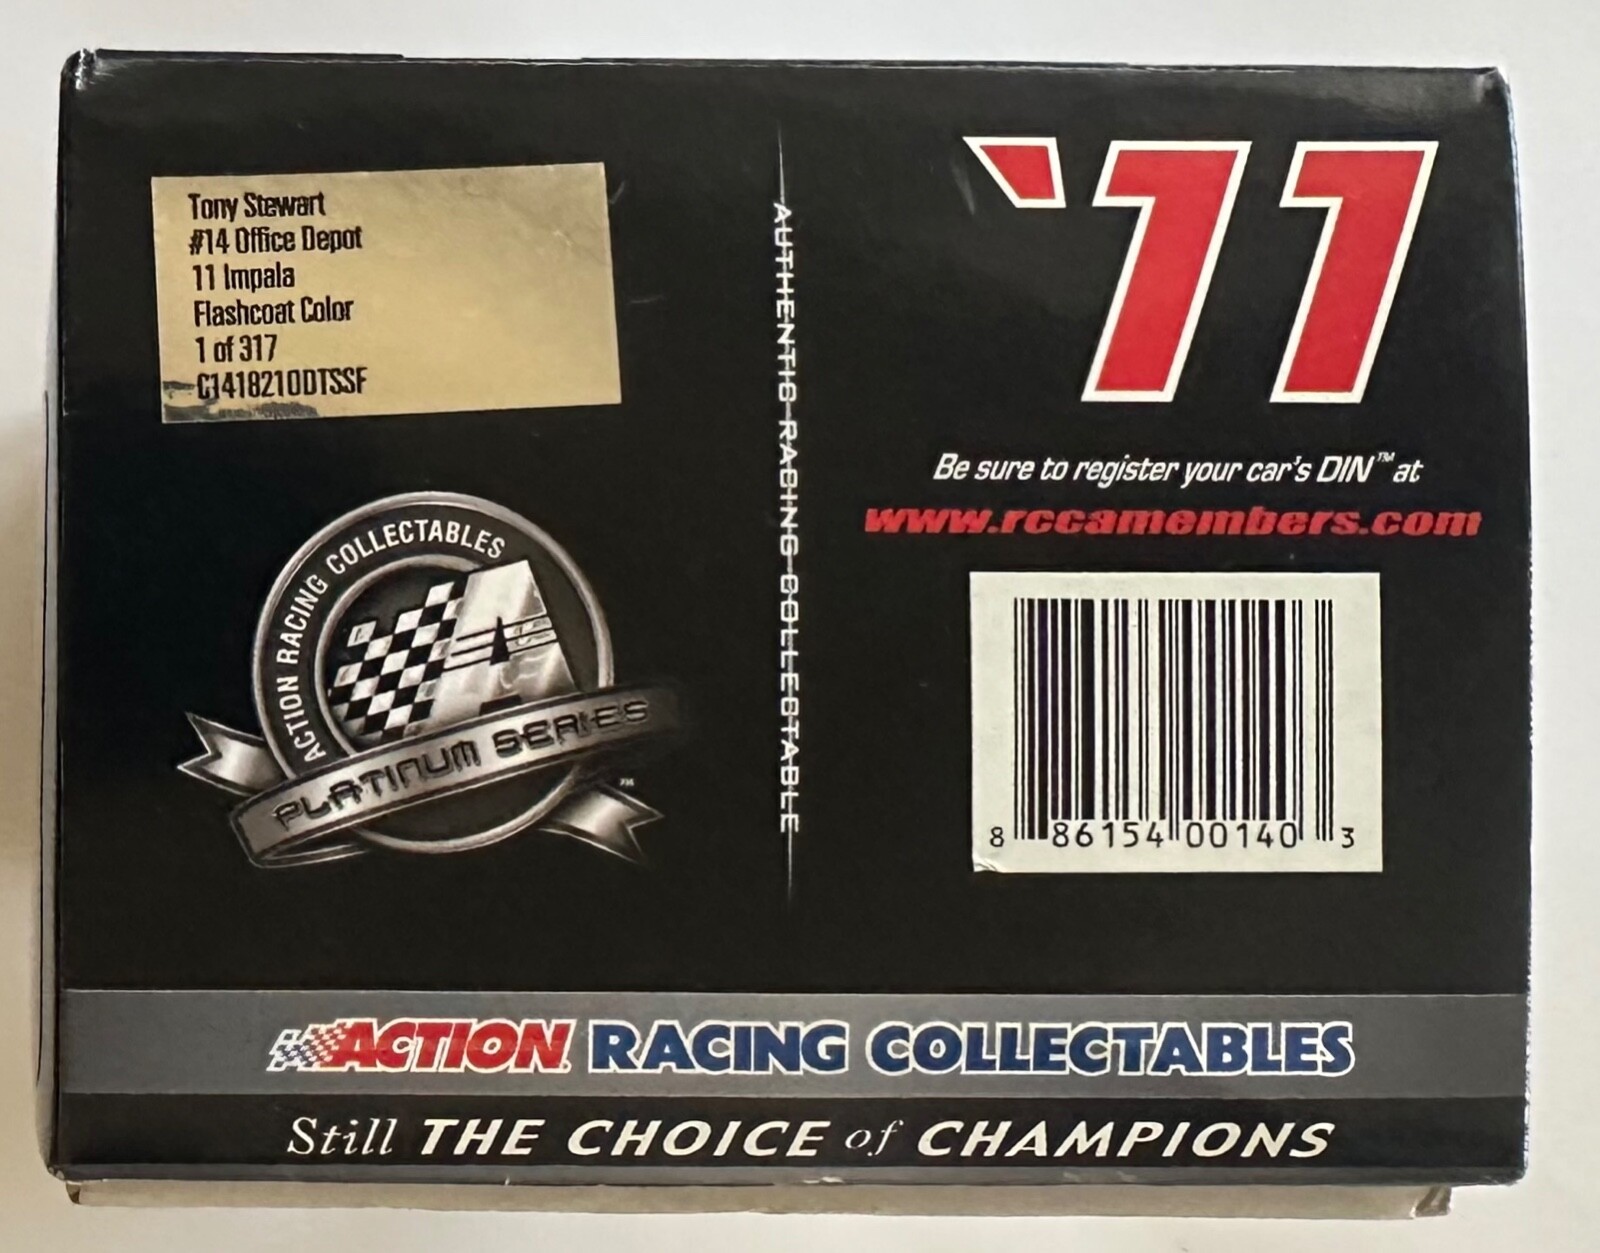 Tony Stewart
#14 Office Depot
11 Impala
Flashcoat Color
1 of 317
C1418210DTSSF
ACTION RACING COLLECTABLES
A
PLATINUM SERIES
TM
AUTHENTIC RACING COLLECTABLE
'11
Be sure to register your car's DIN™ at
www.rccamembers.com
8 86154 00140 3
ACTION RACING COLLECTABLES
Still THE CHOICE of CHAMPIONS